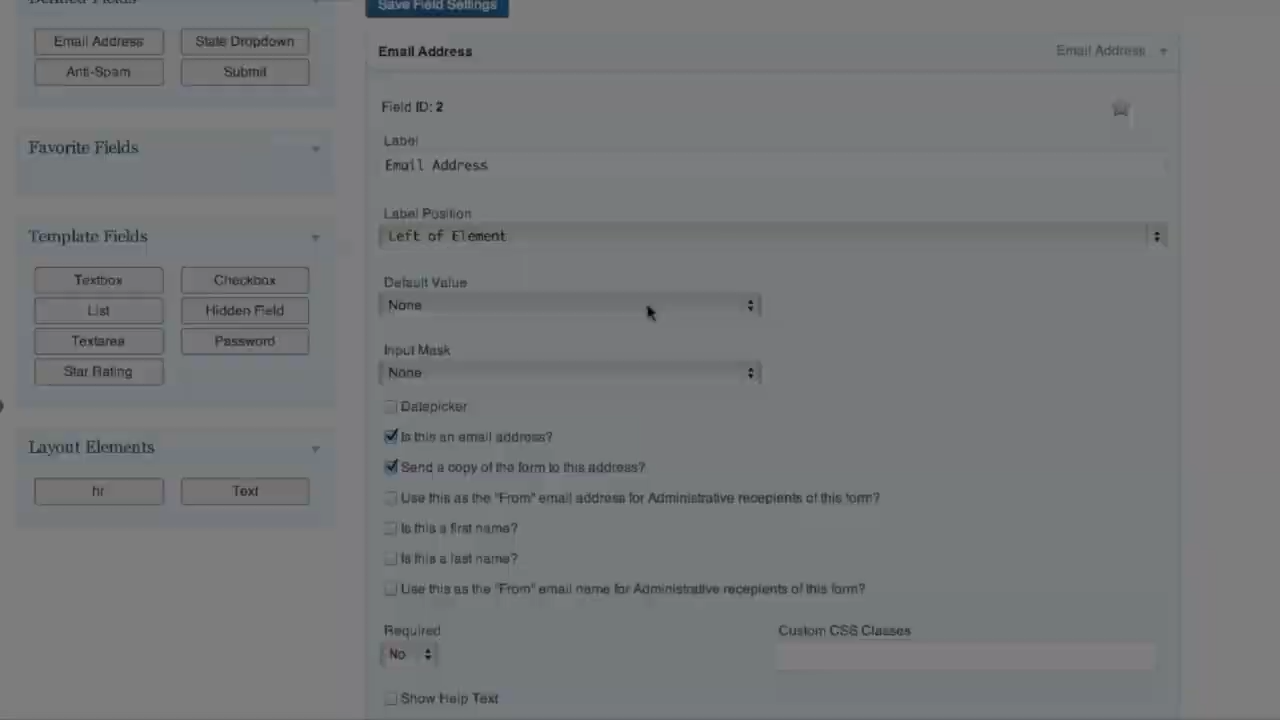 Defined Fields
Email Address
State Dropdown
Anti-Spam
Submit
Favorite Fields
Template Fields
Textbox
Checkbox
List
Hidden Field
Textarea
Password
Star Rating
Layout Elements
hr
Text
Save Field Settings
Email Address
Email Address
Field ID: 2
Label
Email Address
Label Position
Left of Element
Default Value
None
Input Mask
None
Datepicker
Is this an email address?
Send a copy of the form to this address?
Use this as the "From" email address for Administrative recepients of this form?
Is this a first name?
Is this a last name?
Use this as the "From" email name for Administrative recepients of this form?
Required
No
Custom CSS Classes
Show Help Text